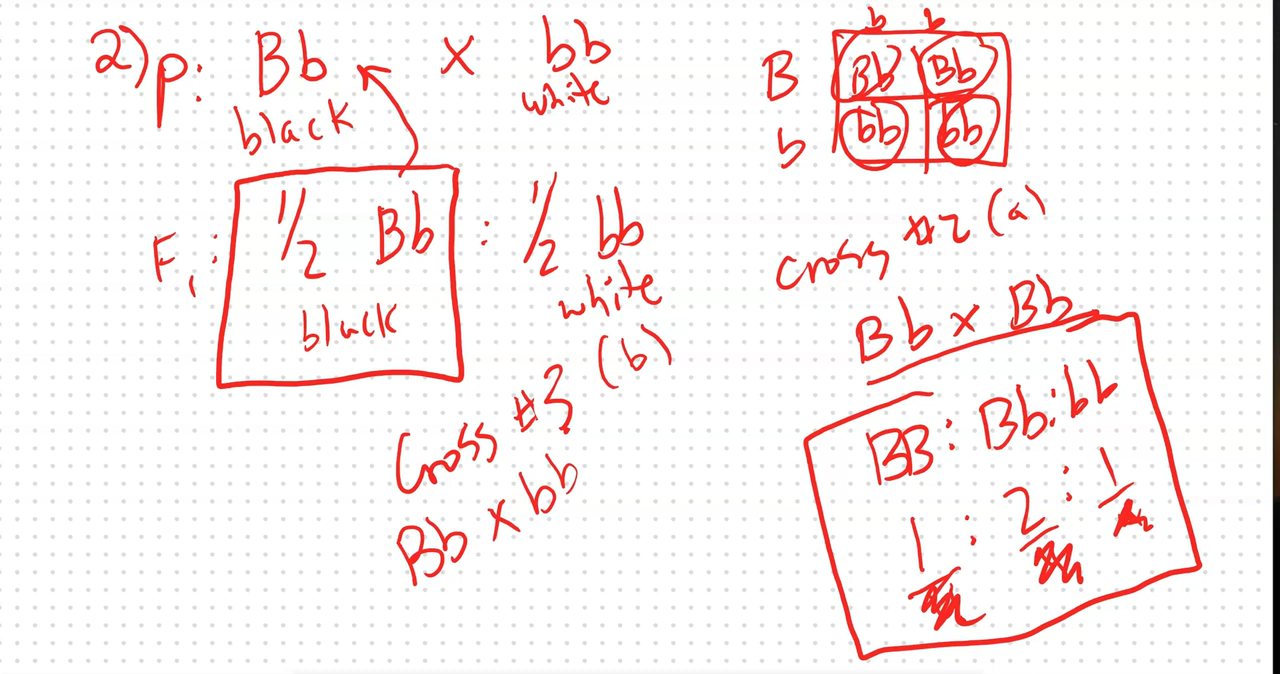 2) P: Bb x bb
black white
F1: 1/2 Bb : 1/2 bb
black white
(b)
Cross #3
Bb x bb
b b
B Bb Bb
b bb bb
Cross #2 (a)
Bb x Bb
BB : Bb : bb
1 : 2 : 1